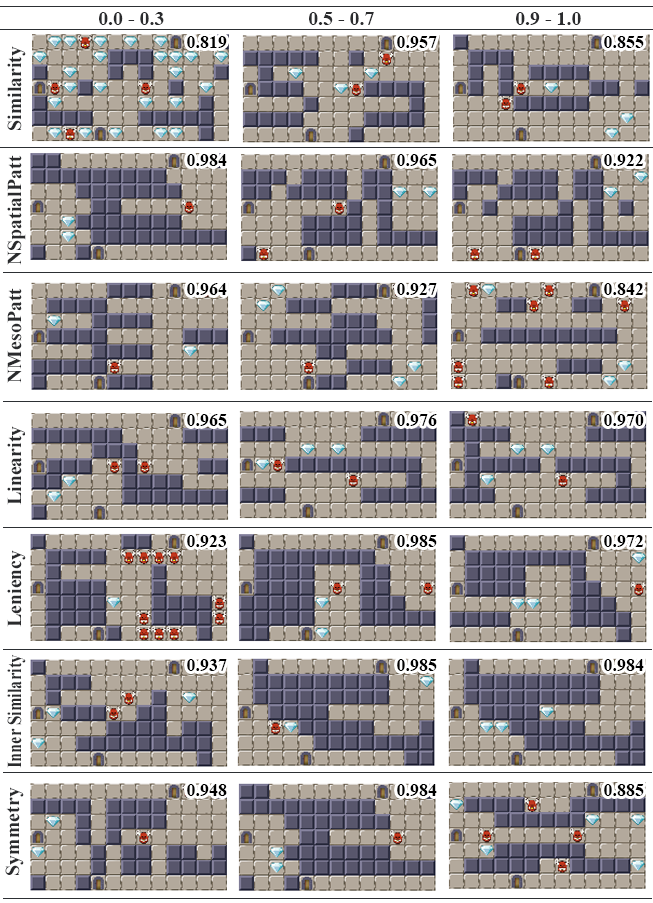 0.0 - 0.3 0.5 - 0.7 0.9 - 1.0
Similarity 0.819 0.957 0.855
NSpatialPatt 0.984 0.965 0.922
NMesoPatt 0.964 0.927 0.842
Linearity 0.965 0.976 0.970
Leniency 0.923 0.985 0.972
Inner Similarity 0.937 0.985 0.984
Symmetry 0.948 0.984 0.885